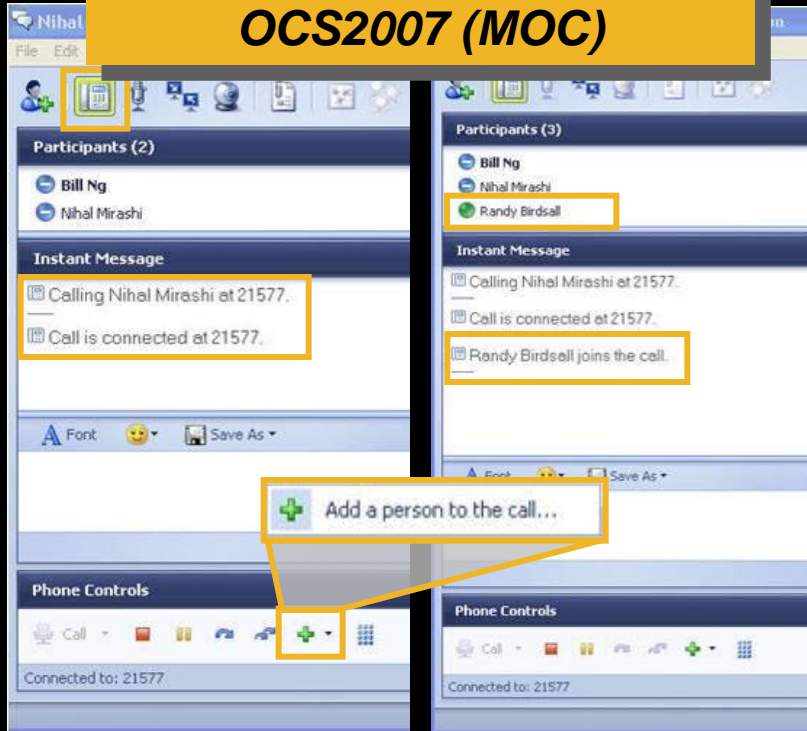 OCS2007 (MOC)
Nihal
File Edit
Participants (2)
Bill Ng
Nihal Mirashi
Instant Message
Calling Nihal Mirashi at 21577.
Call is connected at 21577.
Font
Save As
Phone Controls
Call
Connected to: 21577
Add a person to the call...
Participants (3)
Bill Ng
Nihal Mirashi
Randy Birdsall
Instant Message
Calling Nihal Mirashi at 21577.
Call is connected at 21577.
Randy Birdsall joins the call.
Font
Save As
Phone Controls
Call
Connected to: 21577